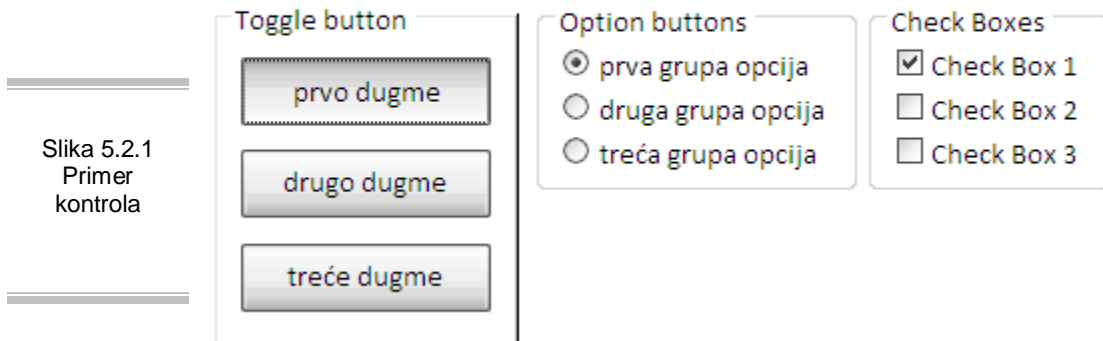 Slika 5.2.1
Primer
kontrola
Toggle button
prvo dugme
drugo dugme
treće dugme
Option buttons
prva grupa opcija
druga grupa opcija
treća grupa opcija
Check Boxes
Check Box 1
Check Box 2
Check Box 3